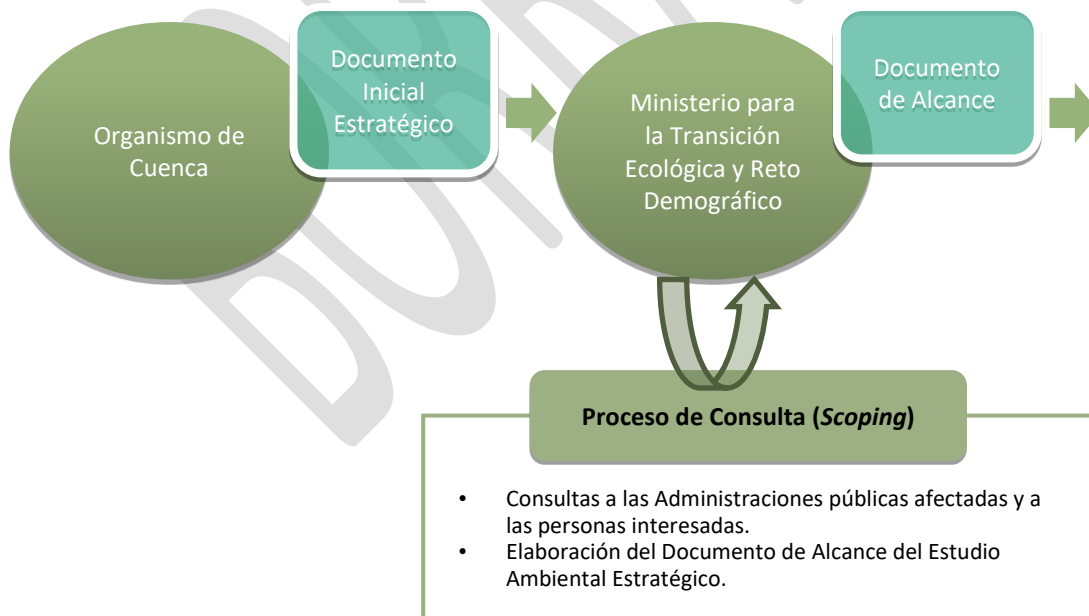 Organismo de
Cuenca
Documento
Inicial
Estratégico
Ministerio para
la Transición
Ecológica y Reto
Demográfico
Documento
de Alcance
Proceso de Consulta (Scoping)
• Consultas a las Administraciones públicas afectadas y a
las personas interesadas.
• Elaboración del Documento de Alcance del Estudio
Ambiental Estratégico.